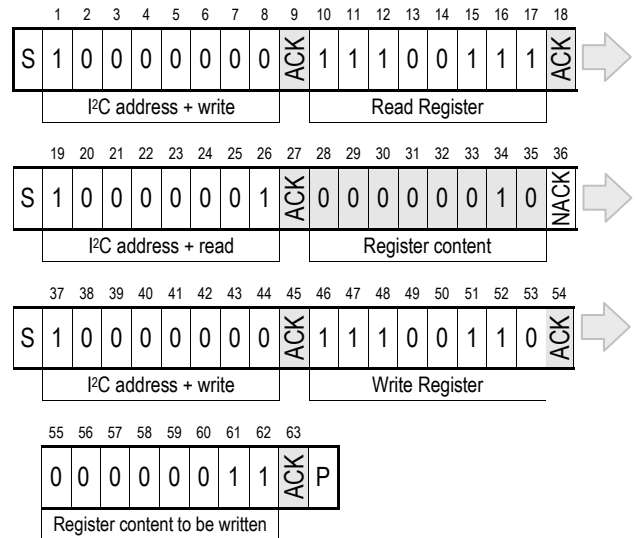 1 2 3 4 5 6 7 8 9 10 11 12 13 14 15 16 17 18
S 1 0 0 0 0 0 0 0 ACK 1 1 1 0 0 1 1 1 ACK
I²C address + write Read Register
19 20 21 22 23 24 25 26 27 28 29 30 31 32 33 34 35 36
S 1 0 0 0 0 0 0 1 ACK 0 0 0 0 0 0 1 0 NACK
I²C address + read Register content
37 38 39 40 41 42 43 44 45 46 47 48 49 50 51 52 53 54
S 1 0 0 0 0 0 0 0 ACK 1 1 1 0 0 1 1 0 ACK
I²C address + write Write Register
55 56 57 58 59 60 61 62 63
0 0 0 0 0 0 1 1 ACK P
Register content to be written